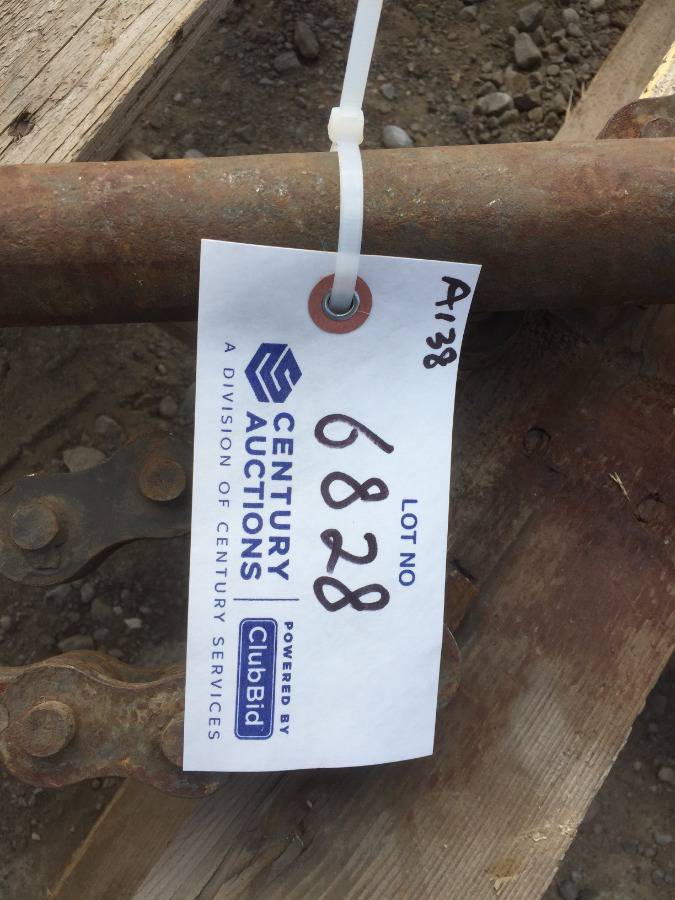 A138
LOT NO
6828
CENTURY
AUCTIONS
A DIVISION OF CENTURY SERVICES
POWERED BY
ClubBid